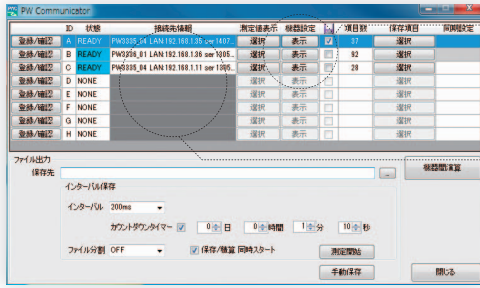 PW Communicator
ID 状態 接続先情報 測定値表示 機器設定 項目数 保存項目 同期設定
登録/確認 A READY PW3335_04 LAN:192.168.1.35 ser:1407.. 選択 表示 37 選択
登録/確認 B READY PW3336_01 LAN:192.168.1.36 ser:1305.. 選択 表示 92 選択
登録/確認 C READY PW3335_04 LAN:192.168.1.11 ser:1305.. 選択 表示 28 選択
登録/確認 D NONE 選択 表示 選択
登録/確認 E NONE 選択 表示 選択
登録/確認 F NONE 選択 表示 選択
登録/確認 G NONE 選択 表示 選択
登録/確認 H NONE 選択 表示 選択
ファイル出力
保存先 ... 機器間演算
インターバル保存
インターバル 200ms
カウントダウンタイマー 0 日 0 時間 1 分 10 秒
ファイル分割 OFF 保存/積算 同時スタート 測定開始
手動保存 閉じる